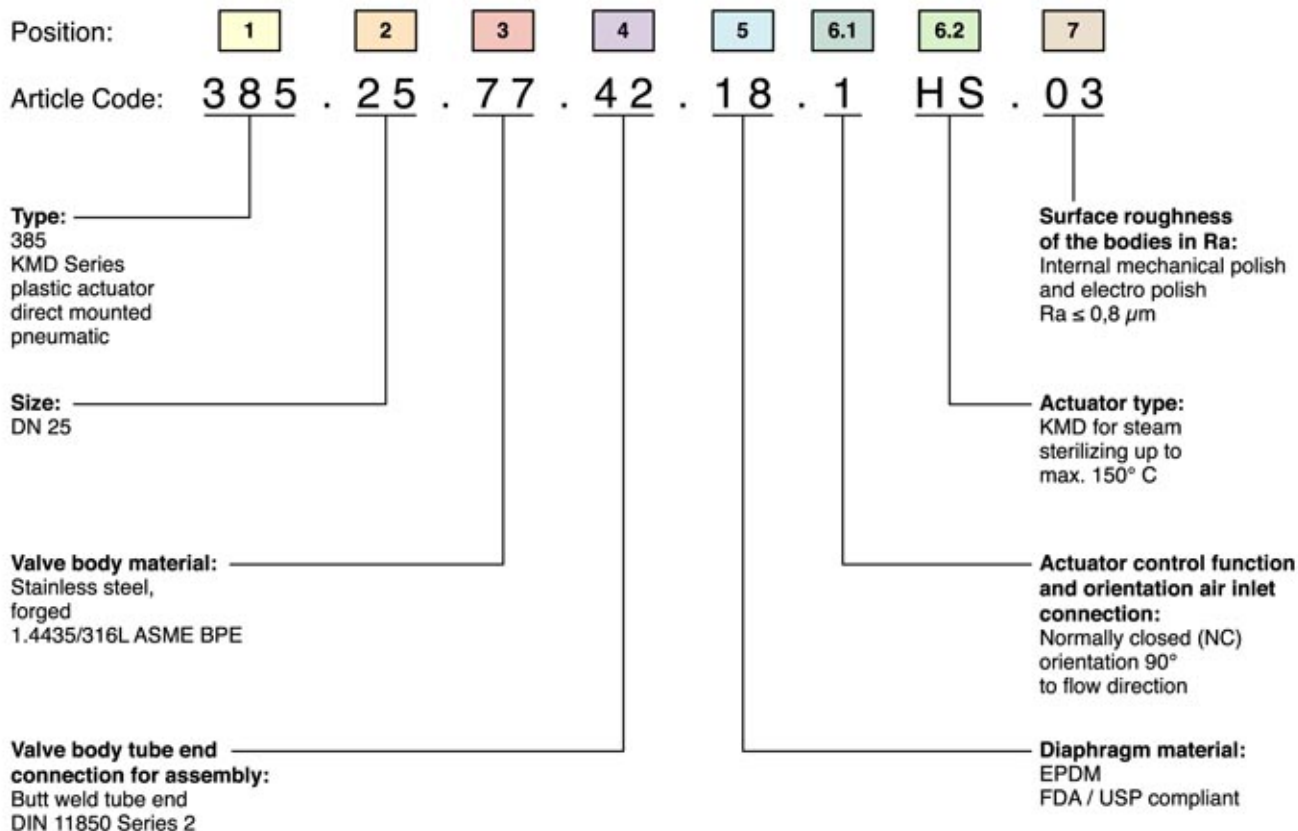 Position: 1 2 3 4 5 6.1 6.2 7
Article Code: 385 . 25 . 77 . 42 . 18 . 1 HS . 03
Type:
385
KMD Series
plastic actuator
direct mounted
pneumatic
Size:
DN 25
Valve body material:
Stainless steel,
forged
1.4435/316L ASME BPE
Valve body tube end
connection for assembly:
Butt weld tube end
DIN 11850 Series 2
Surface roughness
of the bodies in Ra:
Internal mechanical polish
and electro polish
Ra ≤ 0,8 µm
Actuator type:
KMD for steam
sterilizing up to
max. 150° C
Actuator control function
and orientation air inlet
connection:
Normally closed (NC)
orientation 90°
to flow direction
Diaphragm material:
EPDM
FDA / USP compliant